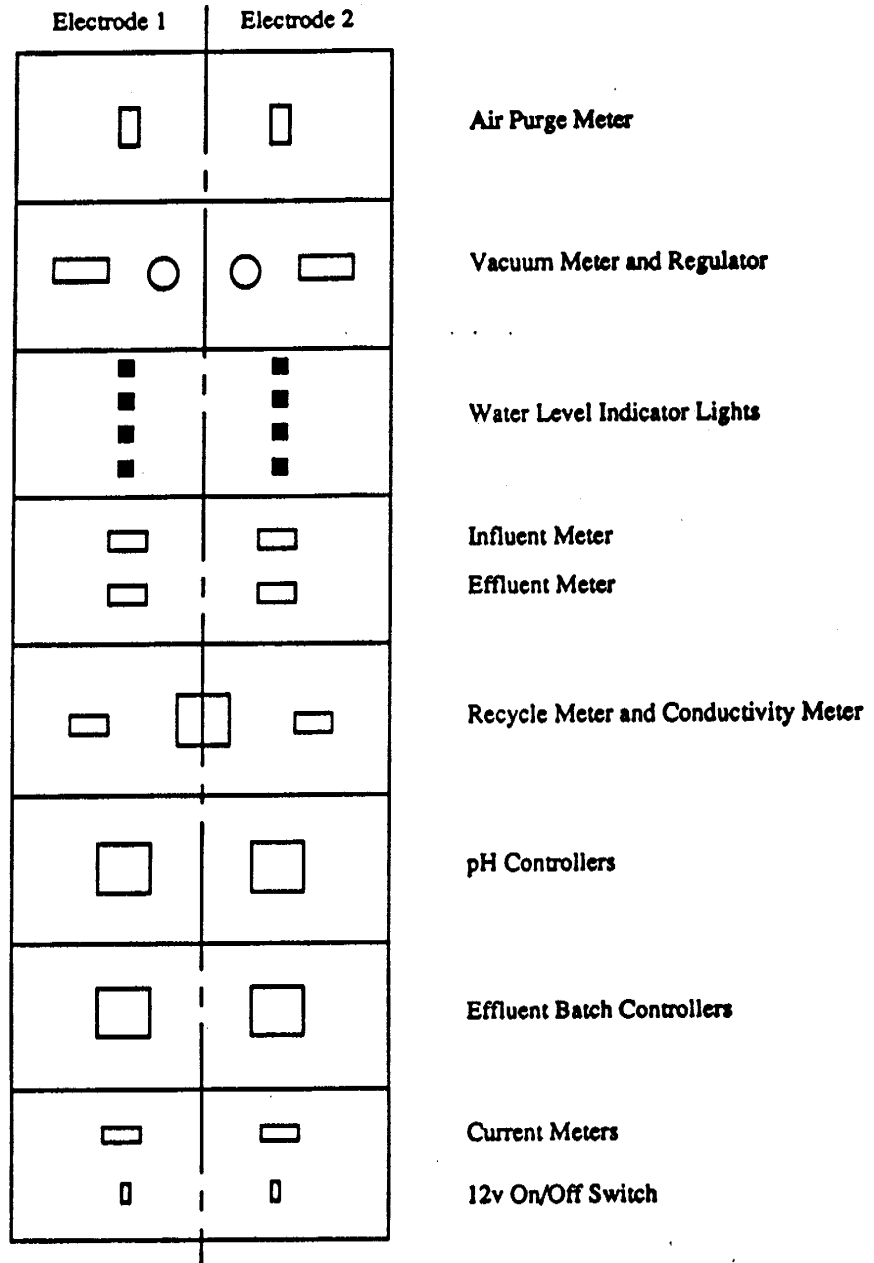 Electrode 1 Electrode 2
Air Purge Meter
Vacuum Meter and Regulator
Water Level Indicator Lights
Influent Meter
Effluent Meter
Recycle Meter and Conductivity Meter
pH Controllers
Effluent Batch Controllers
Current Meters
12v On/Off Switch